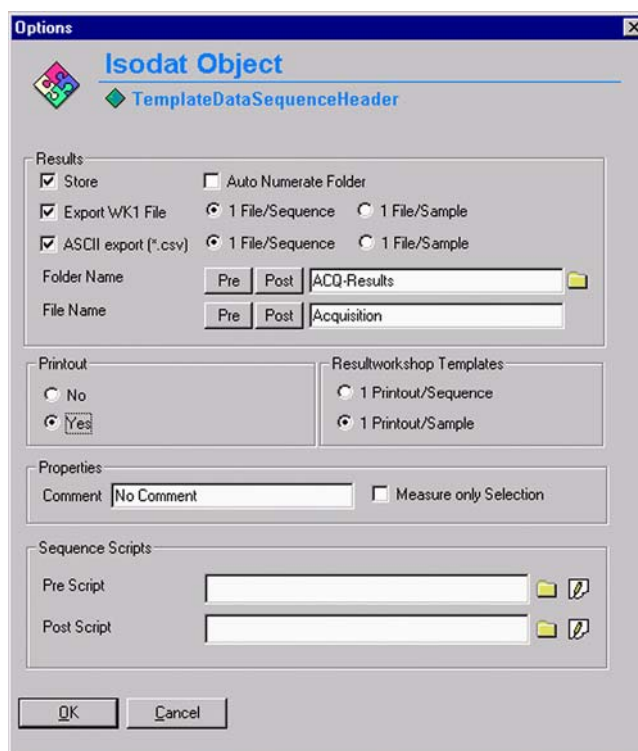 Options
Isodat Object
TemplateDataSequenceHeader
Results
Store Auto Numerate Folder
Export WK1 File 1 File/Sequence 1 File/Sample
ASCII export (*.csv) 1 File/Sequence 1 File/Sample
Folder Name Pre Post ACQ-Results
File Name Pre Post Acquisition
Printout
No
Yes
Resultworkshop Templates
1 Printout/Sequence
1 Printout/Sample
Properties
Comment No Comment Measure only Selection
Sequence Scripts
Pre Script
Post Script
OK Cancel